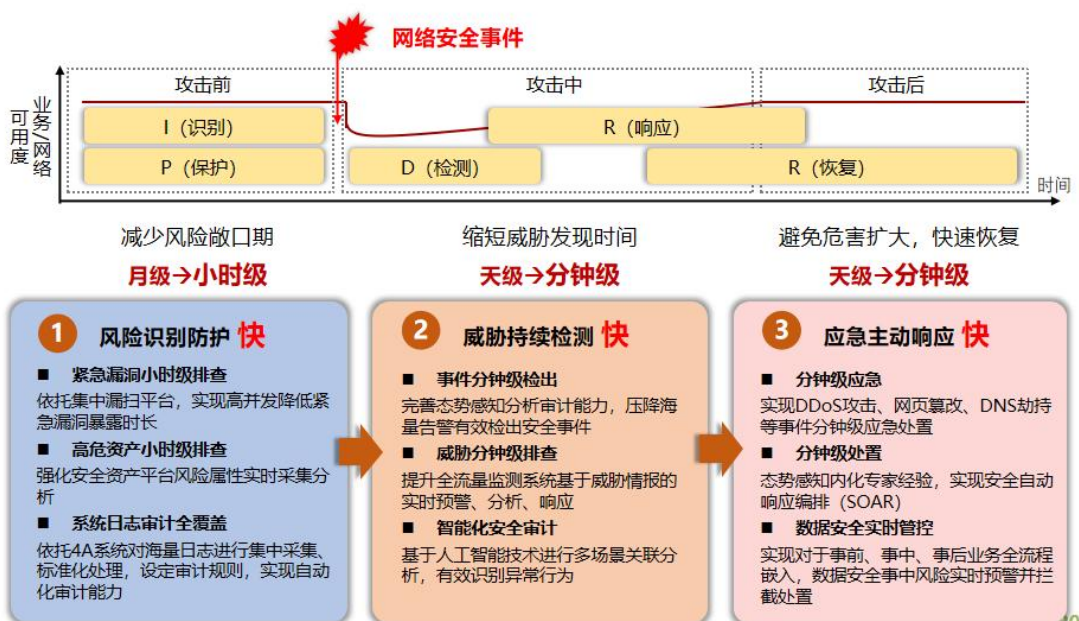 网络安全事件
业务/网络
可用度
攻击前
攻击中
攻击后
I（识别）
R（响应）
P（保护）
D（检测）
R（恢复）
时间
减少风险敞口期
缩短威胁发现时间
避免危害扩大，快速恢复
月级→小时级
天级→分钟级
天级→分钟级
1 风险识别防护 快
■ 紧急漏洞小时级排查
依托集中漏扫平台，实现高并发降低紧
急漏洞暴露时长
■ 高危资产小时级排查
强化安全资产平台风险属性实时采集分
析
■ 系统日志审计全覆盖
依托4A系统对海量日志进行集中采集、
标准化处理，设定审计规则，实现自动
化审计能力
2 威胁持续检测 快
■ 事件分钟级检出
完善态势感知分析审计能力，压降海
量告警有效检出安全事件
■ 威胁分钟级排查
提升全流量监测系统基于威胁情报的
实时预警、分析、响应
■ 智能化安全审计
基于人工智能技术进行多场景关联分
析，有效识别异常行为
3 应急主动响应 快
■ 分钟级应急
实现DDoS攻击、网页篡改、DNS劫持
等事件分钟级应急处置
■ 分钟级处置
态势感知内化专家经验，实现安全自动
响应编排（SOAR）
■ 数据安全实时管控
实现对于事前、事中、事后业务全流程
嵌入，数据安全事中风险实时预警并拦
截处置